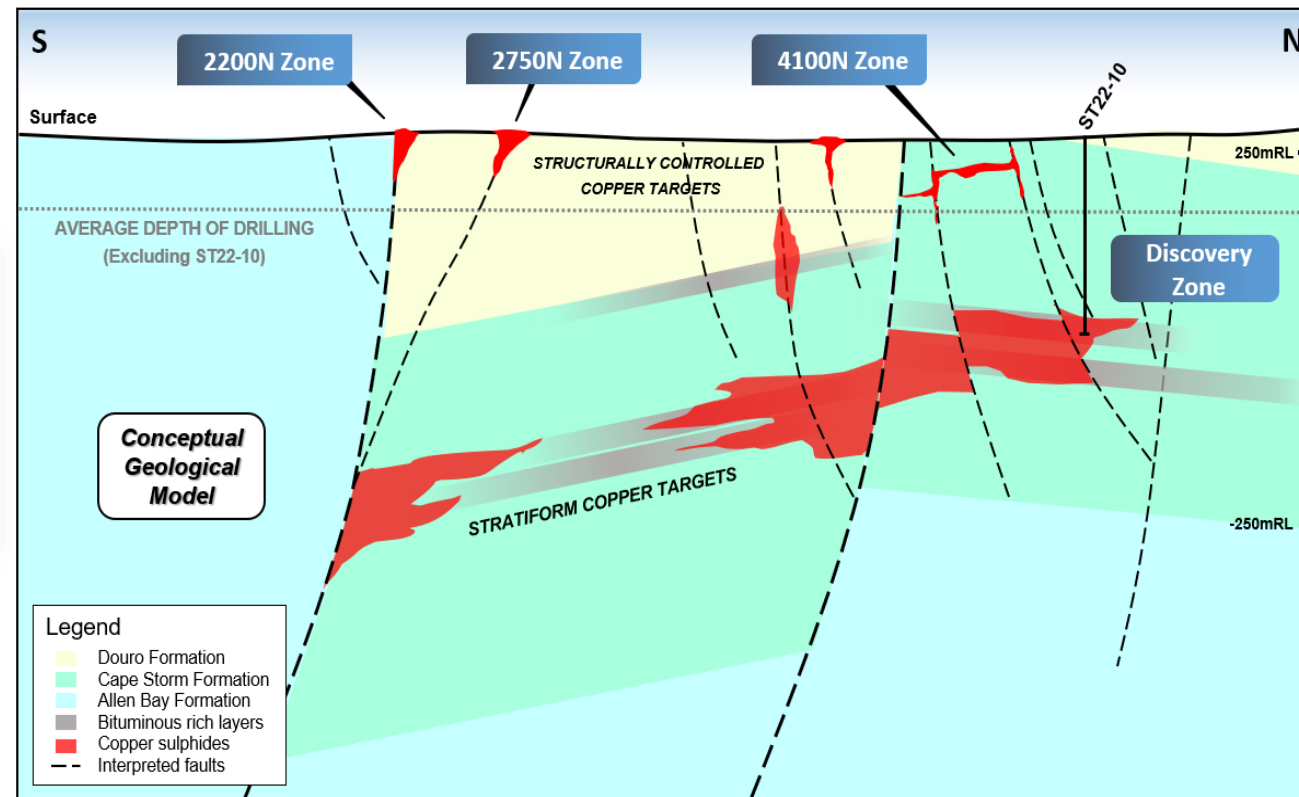 S
N
2200N Zone
2750N Zone
4100N Zone
ST22-10
Surface
250mRL
STRUCTURALLY CONTROLLED
COPPER TARGETS
AVERAGE DEPTH OF DRILLING
(Excluding ST22-10)
Discovery
Zone
Conceptual
Geological
Model
STRATIFORM COPPER TARGETS
-250mRL
Legend
Douro Formation
Cape Storm Formation
Allen Bay Formation
Bituminous rich layers
Copper sulphides
Interpreted faults